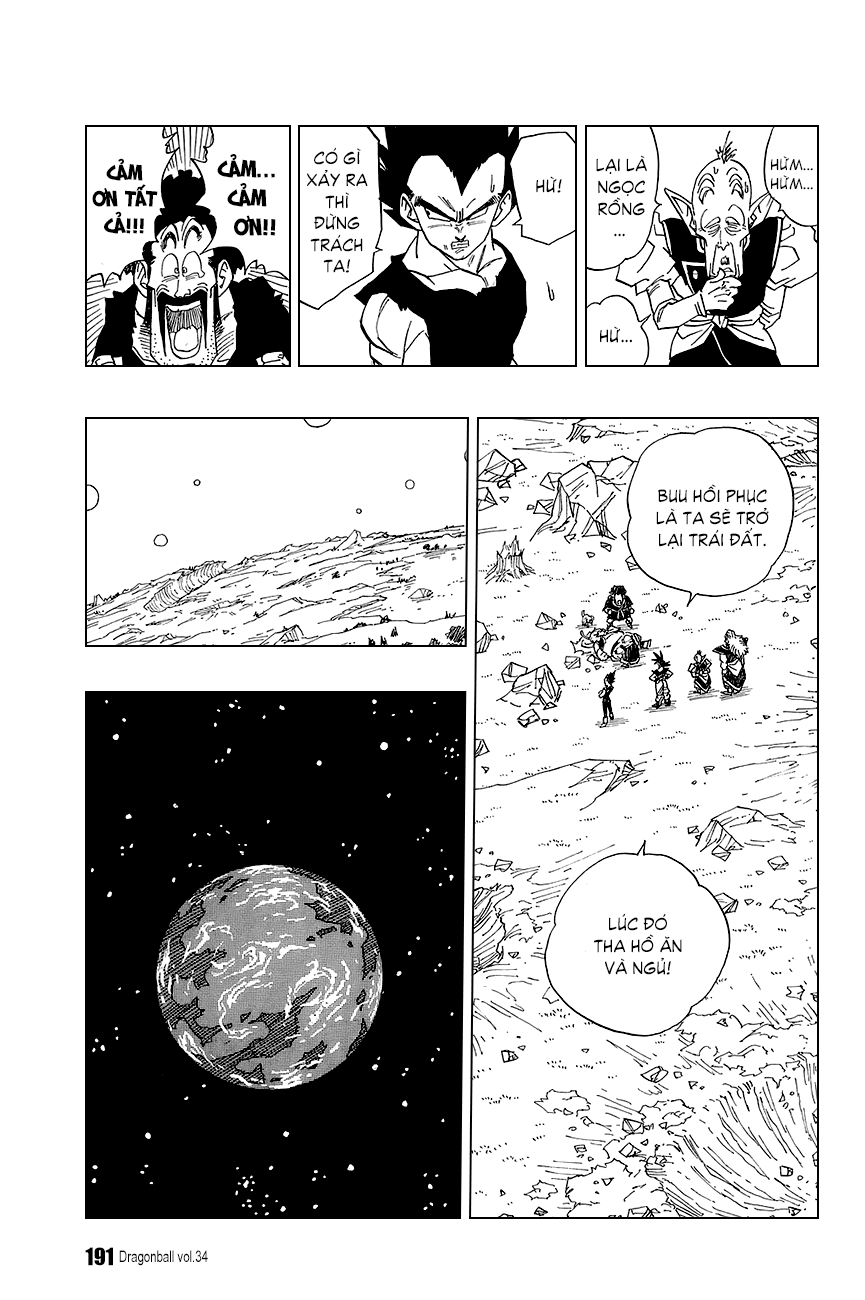 HỪM...
HỪM...
LẠI LÀ
NGỌC
RỒNG
...
HỪ...
HỪ!
CÓ GÌ
XẢY RA
THÌ
ĐỪNG
TRÁCH
TA!
CẢM...
CẢM
ƠN!!
CẢM
ƠN TẤT
CẢ!!!
BUU HỒI PHỤC
LÀ TA SẼ TRỞ
LẠI TRÁI ĐẤT.
LÚC ĐÓ
THA HỒ ĂN
VÀ NGỦ!
191 Dragonball vol.34